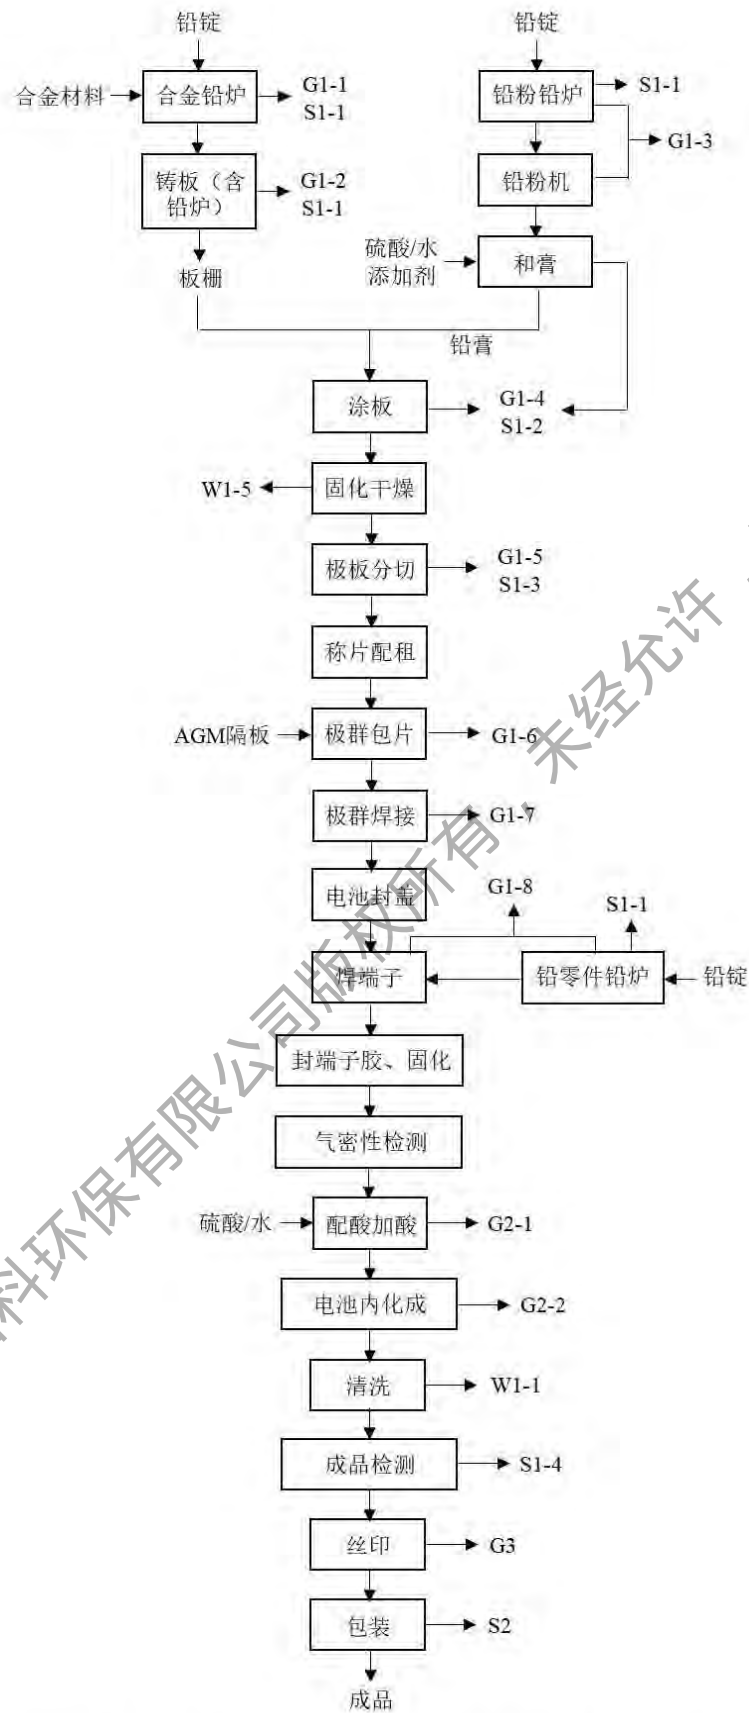 铅锭
铅锭
合金材料
合金铅炉
G1-1
S1-1
铅粉铅炉
S1-1
G1-3
铸板（含
铅炉）
G1-2
S1-1
铅粉机
板栅
硫酸/水
添加剂
和膏
铅膏
涂板
G1-4
S1-2
W1-5
固化干燥
极板分切
G1-5
S1-3
称片配租
AGM隔板
极群包片
G1-6
极群焊接
G1-7
电池封盖
G1-8
S1-1
焊端子
铅零件铅炉
铅锭
封端子胶、固化
气密性检测
硫酸/水
配酸加酸
G2-1
电池内化成
G2-2
清洗
W1-1
成品检测
S1-4
丝印
G3
包装
S2
成品
科环保有限公司版权所有，未经允许，